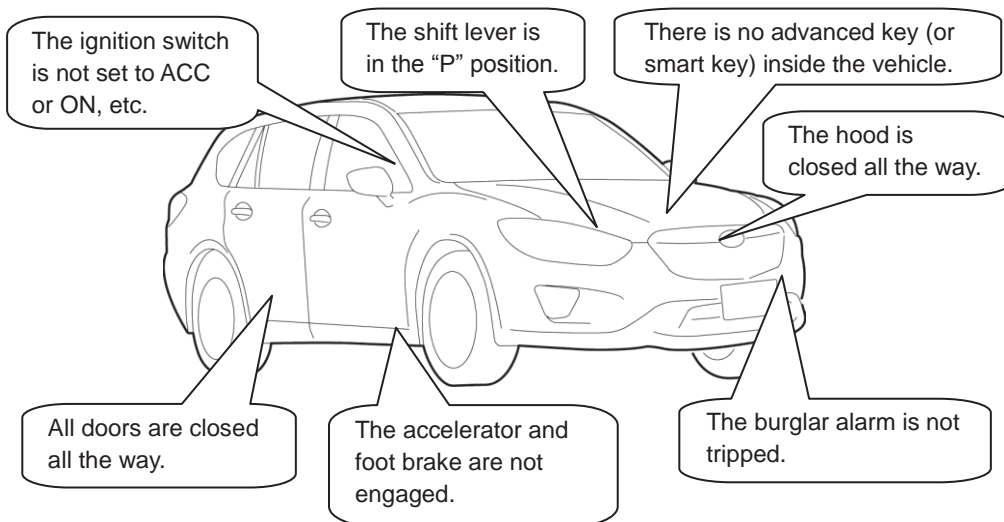 The ignition switch
is not set to ACC
or ON, etc.
The shift lever is
in the “P” position.
There is no advanced key (or
smart key) inside the vehicle.
The hood is
closed all the way.
All doors are closed
all the way.
The accelerator and
foot brake are not
engaged.
The burglar alarm is not
tripped.